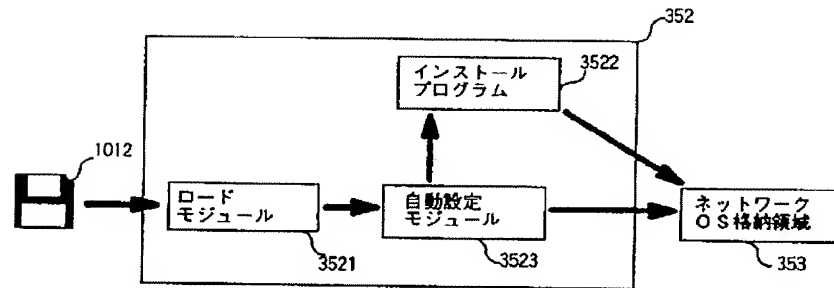 352
インストール
プログラム
3522
1012
ロード
モジュール
3521
自動設定
モジュール
3523
ネットワーク
OS格納領域
353